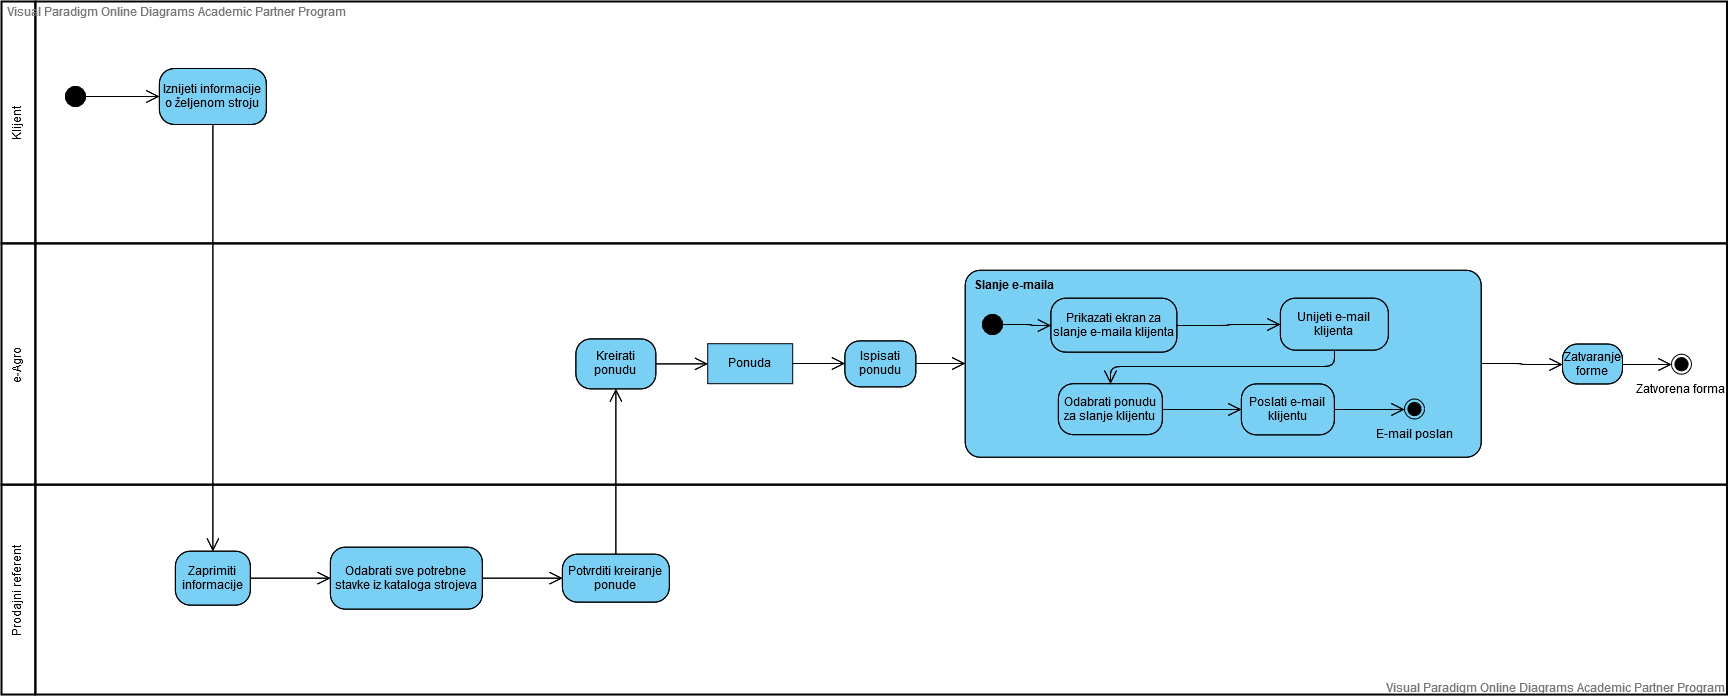 Visual Paradigm Online Diagrams Academic Partner Program
Klijent
Iznijeti informacije
o željenom stroju
e-Agro
Kreirati
ponudu
Ponuda
Ispisati
ponudu
Slanje e-maila
Prikazati ekran za
slanje e-maila klijenta
Unijeti e-mail
klijenta
Odabrati ponudu
za slanje klijentu
Poslati e-mail
klijentu
E-mail poslan
Zatvaranje
forme
Zatvorena forma
Prodajni referent
Zaprimiti
informacije
Odabrati sve potrebne
stavke iz kataloga strojeva
Potvrditi kreiranje
ponude
Visual Paradigm Online Diagrams Academic Partner Program